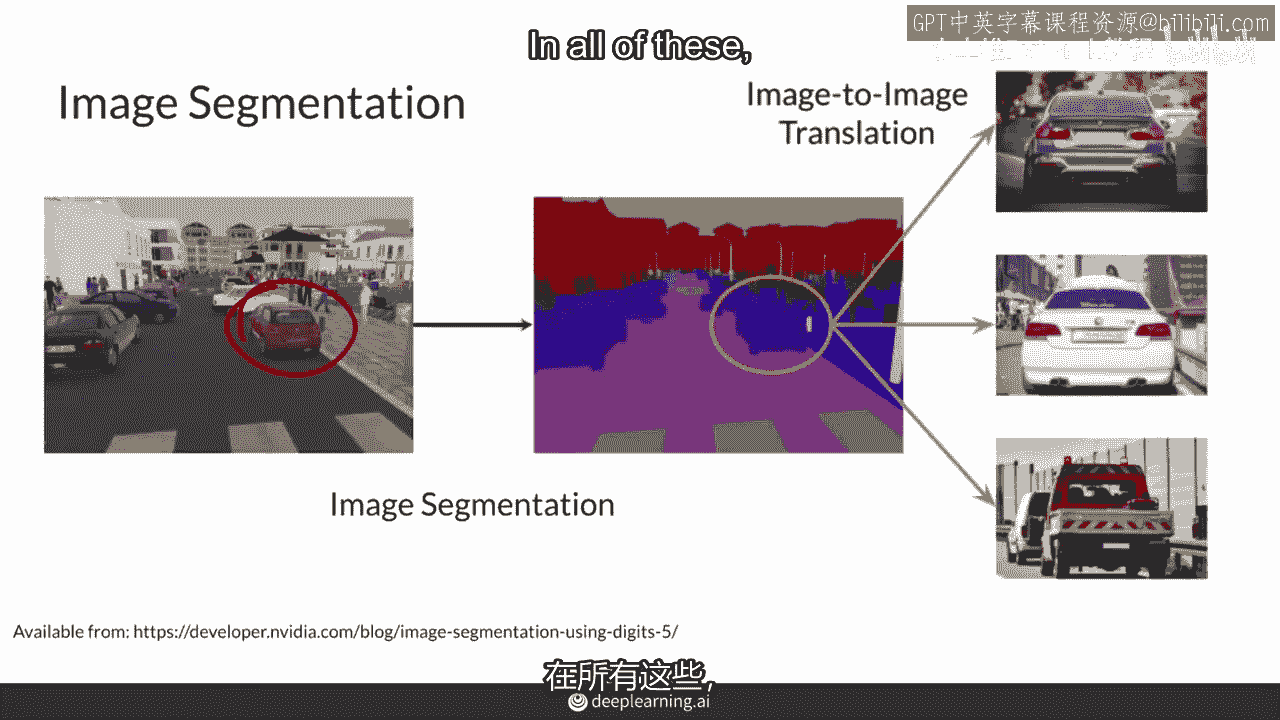 GPT中英字幕课程资源@bilibili.com
In all of these,
Image Segmentation
Image-to-Image
Translation
Image Segmentation
Available from: https://developer.nvidia.com/blog/image-segmentation-using-digits-5/
在所有这些,
deeplearning.ai